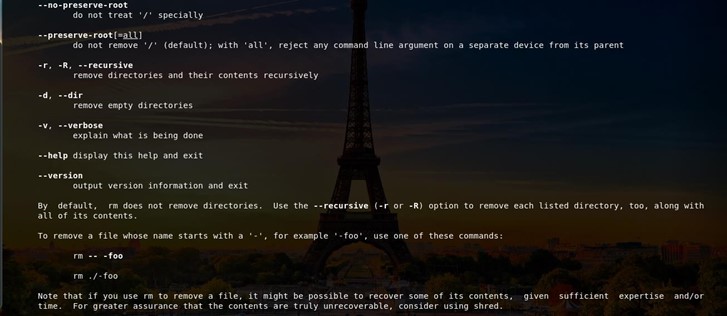 --no-preserve-root
do not treat '/' specially
--preserve-root[=all]
do not remove '/' (default); with 'all', reject any command line argument on a separate device from its parent
-r, -R, --recursive
remove directories and their contents recursively
-d, --dir
remove empty directories
-v, --verbose
explain what is being done
--help display this help and exit
--version
output version information and exit
By default, rm does not remove directories. Use the --recursive (-r or -R) option to remove each listed directory, too, along with
all of its contents.
To remove a file whose name starts with a '-', for example '-foo', use one of these commands:
rm -- -foo
rm ./-foo
Note that if you use rm to remove a file, it might be possible to recover some of its contents, given sufficient expertise and/or
time. For greater assurance that the contents are truly unrecoverable, consider using shred.